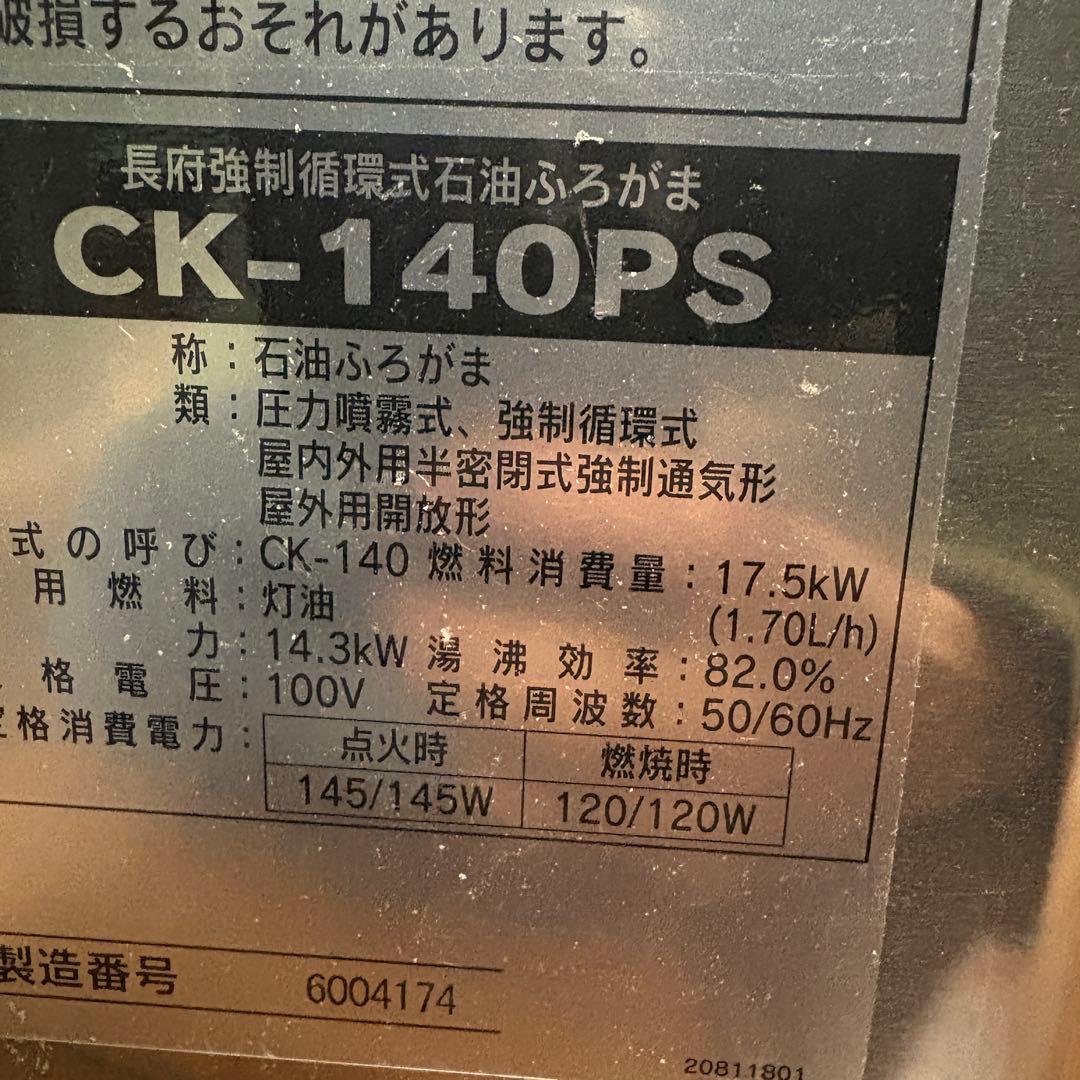 破損するおそれがあります。
長府強制循環式石油ふろがま
CK-140PS
称：石油ふろがま
類：圧力噴霧式、強制循環式
屋内外用半密閉式強制通気形
屋外用開放形
式の呼び：CK-140 燃料消費量：17.5kW
用燃料：灯油 (1.70L/h)
力：14.3kW 湯沸効率：82.0%
格電圧：100V 定格周波数：50/60Hz
定格消費電力：点火時 燃焼時
145/145W 120/120W
製造番号 6004174
20811801